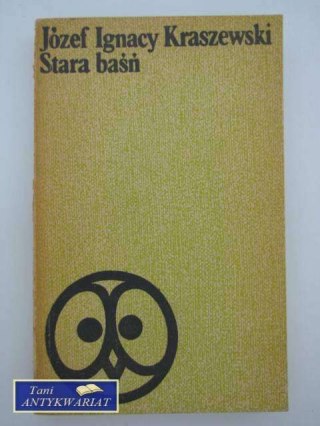 Józef Ignacy Kraszewski
Stara baśń
Tani
ANTYKWARIAT